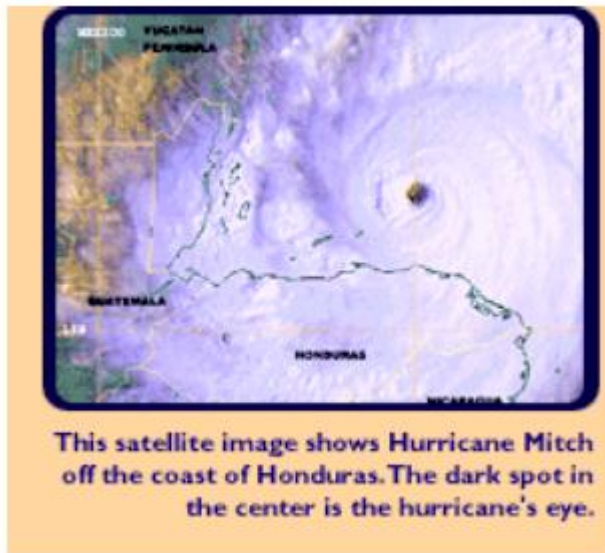 YUCATAN
PENINSULA
GUATEMALA
HONDURAS
NICARAGUA
This satellite image shows Hurricane Mitch
off the coast of Honduras. The dark spot in
the center is the hurricane's eye.